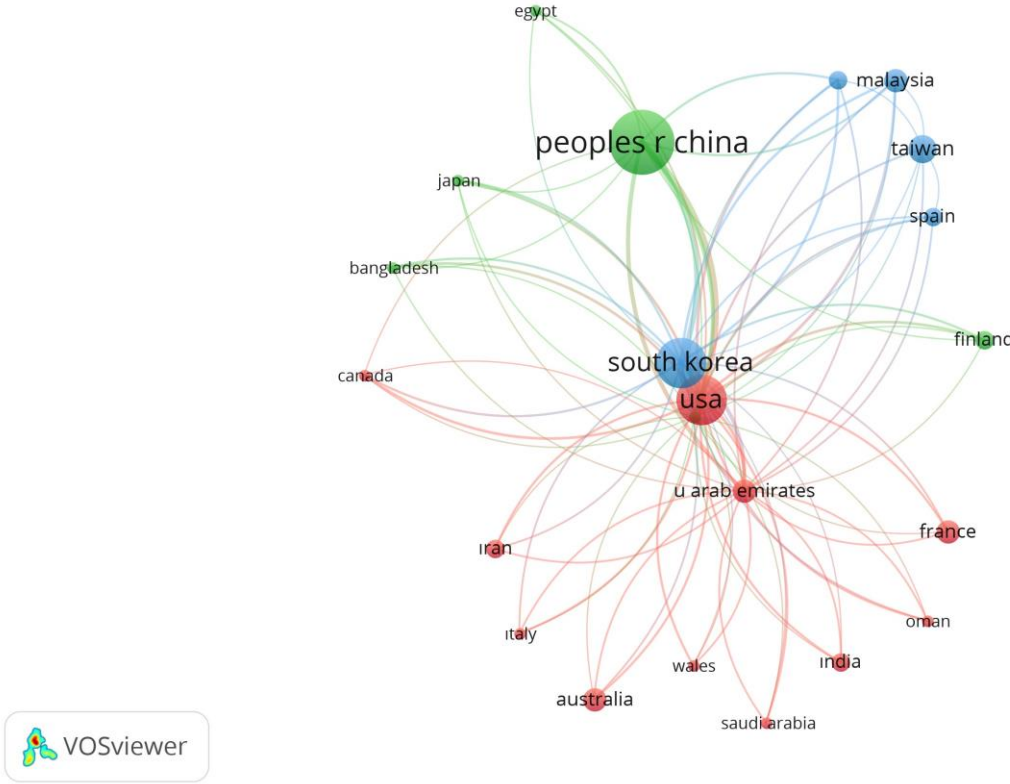 egypt
malaysia
peoples r china
taiwan
japan
spain
bangladesh
finland
south korea
canada
usa
u arab emirates
france
ıran
oman
ıtaly
ındia
wales
australia
saudi arabia
VOSviewer